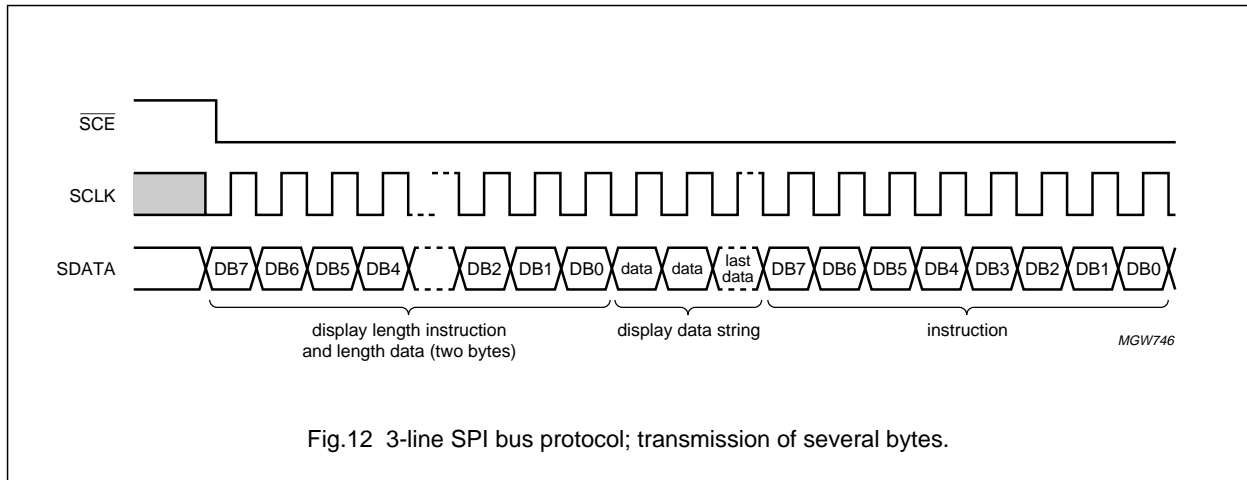 SCE
SCLK
SDATA
DB7 DB6 DB5 DB4 DB2 DB1 DB0 data data last data DB7 DB6 DB5 DB4 DB3 DB2 DB1 DB0
display length instruction
and length data (two bytes)
display data string
instruction
MGW746
Fig.12 3-line SPI bus protocol; transmission of several bytes.